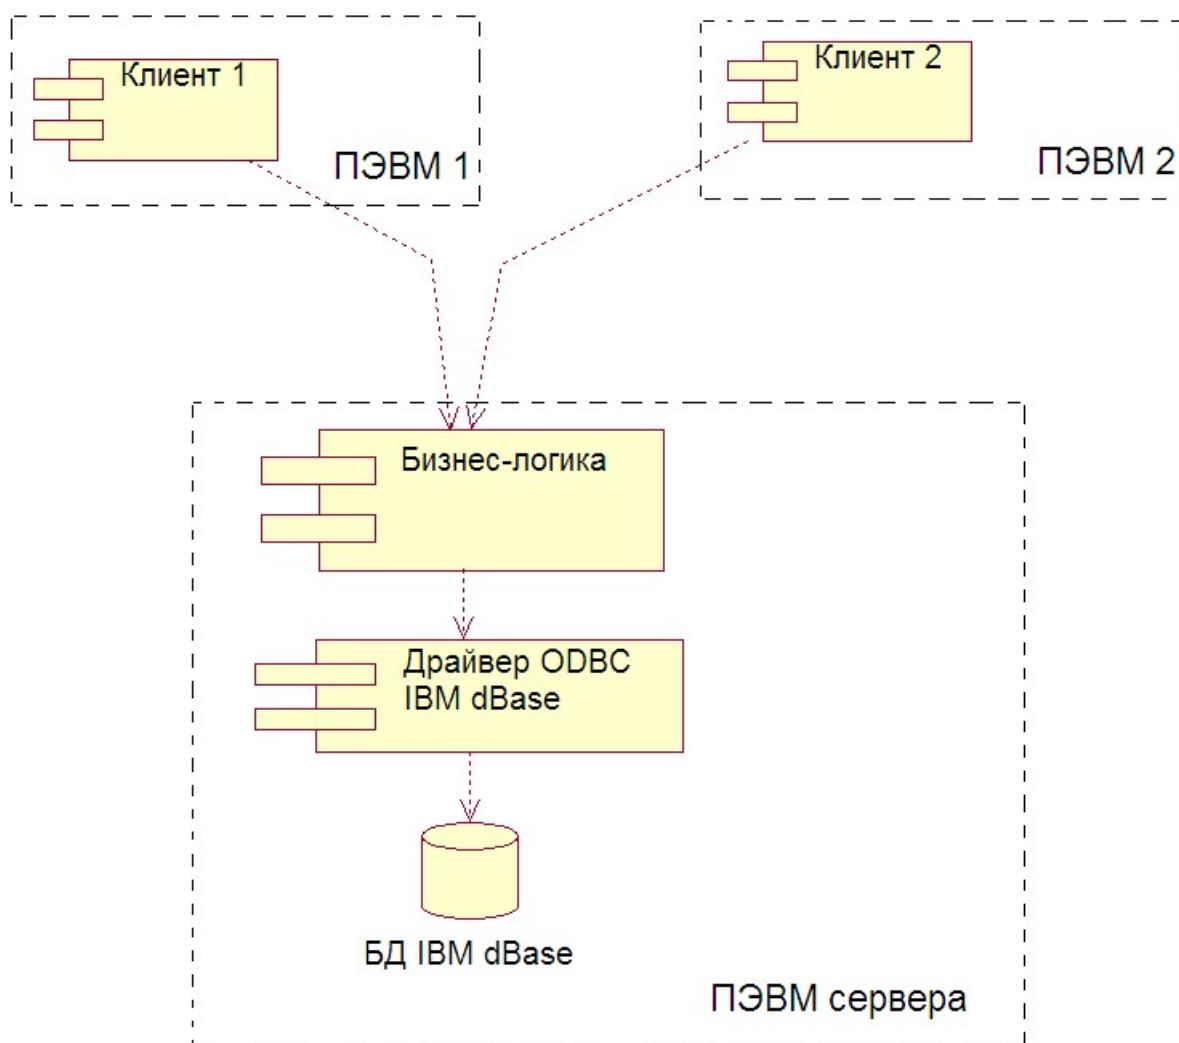 Клиент 1
ПЭВМ 1
Клиент 2
ПЭВМ 2
Бизнес-логика
Драйвер ODBC
IBM dBase
БД IBM dBase
ПЭВМ сервера